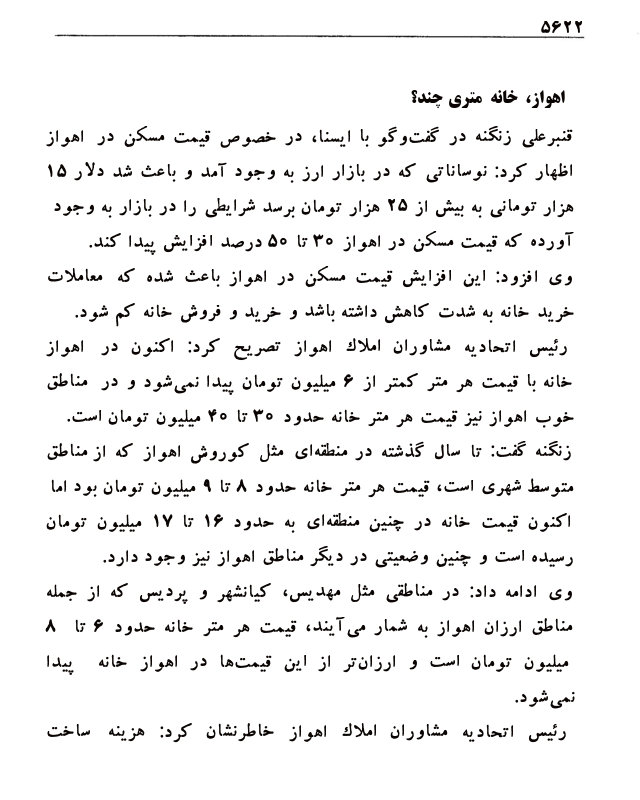 ۵۶۲۲
اهواز، خانه متری چند؟
قنبرعلی زنگنه در گفت‌وگو با ایسنا، در خصوص قیمت مسکن در اهواز
اظهار کرد: نوساناتی که در بازار ارز به وجود آمد و باعث شد دلار ۱۵
هزار تومانی به بیش از ۲۵ هزار تومان برسد شرایطی را در بازار به وجود
آورده که قیمت مسکن در اهواز ۳۰ تا ۵۰ درصد افزایش پیدا کند.
وی افزود: این افزایش قیمت مسکن در اهواز باعث شده که معاملات
خرید خانه به شدت کاهش داشته باشد و خرید و فروش خانه کم شود.
رئیس اتحادیه مشاوران املاك اهواز تصریح کرد: اکنون در اهواز
خانه با قیمت هر متر کمتر از ۶ میلیون تومان پیدا نمی‌شود و در مناطق
خوب اهواز نیز قیمت هر متر خانه حدود ۳۰ تا ۴۰ میلیون تومان است.
زنگنه گفت: تا سال گذشته در منطقه‌ای مثل کوروش اهواز که از مناطق
متوسط شهری است، قیمت هر متر خانه حدود ۸ تا ۹ میلیون تومان بود اما
اکنون قیمت خانه در چنین منطقه‌ای به حدود ۱۶ تا ۱۷ میلیون تومان
رسیده است و چنین وضعیتی در دیگر مناطق اهواز نیز وجود دارد.
وی ادامه داد: در مناطقی مثل مهدیس، کیانشهر و پردیس که از جمله
مناطق ارزان اهواز به شمار می‌آیند، قیمت هر متر خانه حدود ۶ تا ۸
میلیون تومان است و ارزان‌تر از این قیمت‌ها در اهواز خانه پیدا
نمی‌شود.
رئیس اتحادیه مشاوران املاك اهواز خاطرنشان کرد: هزینه ساخت